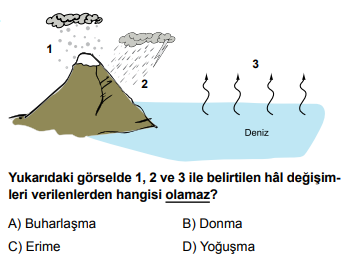 1
2
3
Deniz
Yukarıdaki görselde 1, 2 ve 3 ile belirtilen hâl değişim-
leri verilenlerden hangisi olamaz?
A) Buharlaşma B) Donma
C) Erime D) Yoğuşma